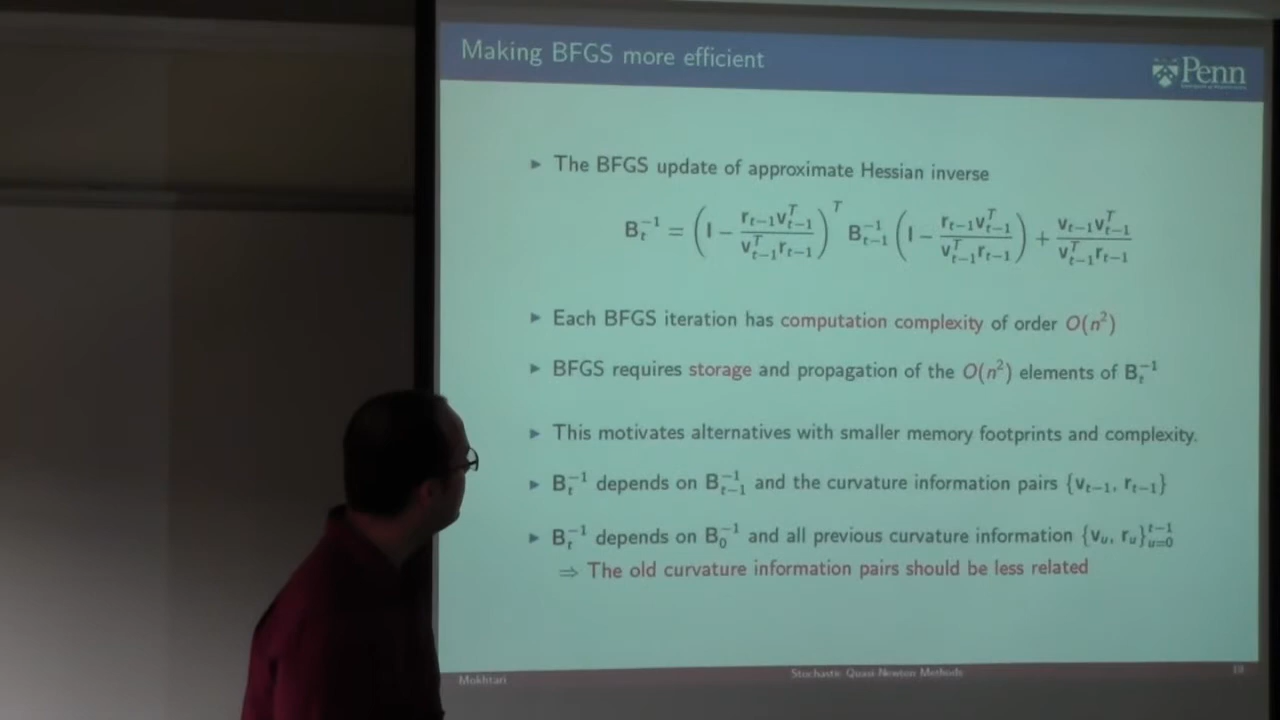 Making BFGS more efficient
Penn
▶ The BFGS update of approximate Hessian inverse
B_t^{-1} = (I − \frac{r_{t−1}v_{t−1}^T}{v_{t−1}^T r_{t−1}})^T B_{t−1}^{-1} (I − \frac{r_{t−1}v_{t−1}^T}{v_{t−1}^T r_{t−1}}) + \frac{v_{t−1}v_{t−1}^T}{v_{t−1}^T r_{t−1}}
▶ Each BFGS iteration has computation complexity of order O(n²)
▶ BFGS requires storage and propagation of the O(n²) elements of B_t^{-1}
▶ This motivates alternatives with smaller memory footprints and complexity.
▶ B_t^{-1} depends on B_{t−1}^{-1} and the curvature information pairs {v_{t−1}, r_{t−1}}
▶ B_t^{-1} depends on B_0^{-1} and all previous curvature information {v_u, r_u}_{u=0}^{t−1}
⇒ The old curvature information pairs should be less related
Mokhtari
Stochastic Quasi Newton Methods